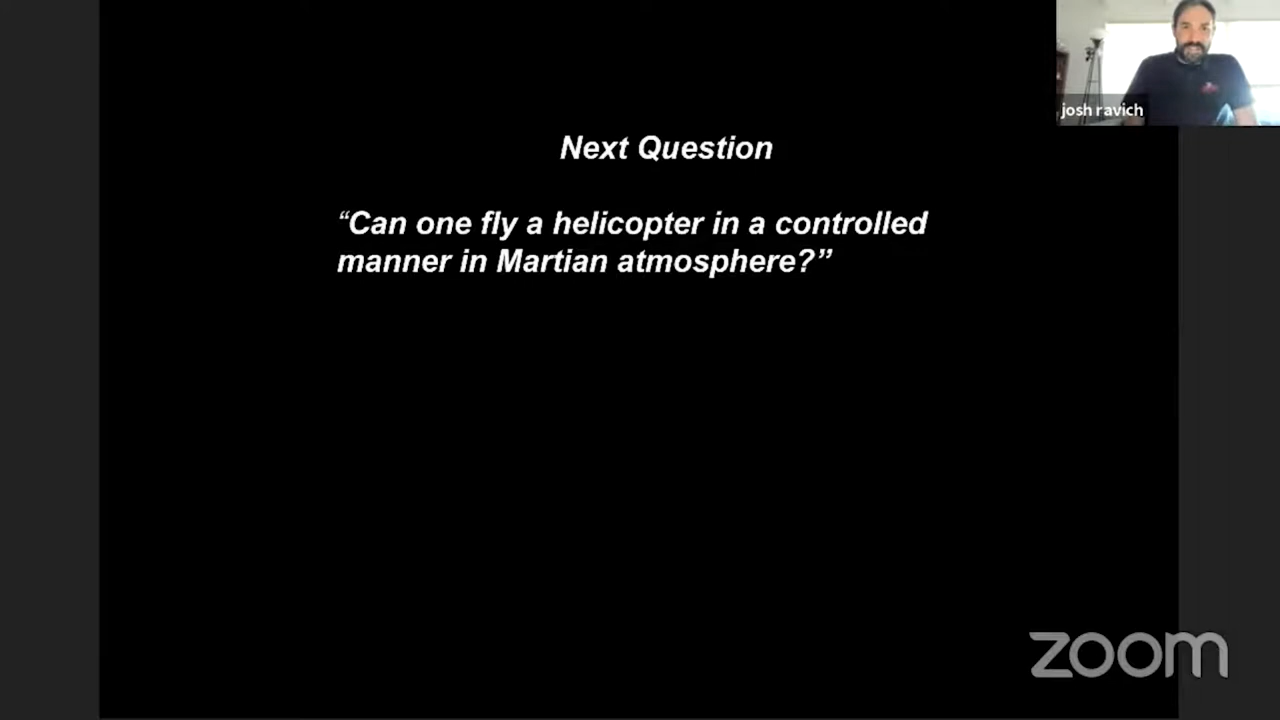 josh ravich
Next Question
“Can one fly a helicopter in a controlled
manner in Martian atmosphere?”
zoom